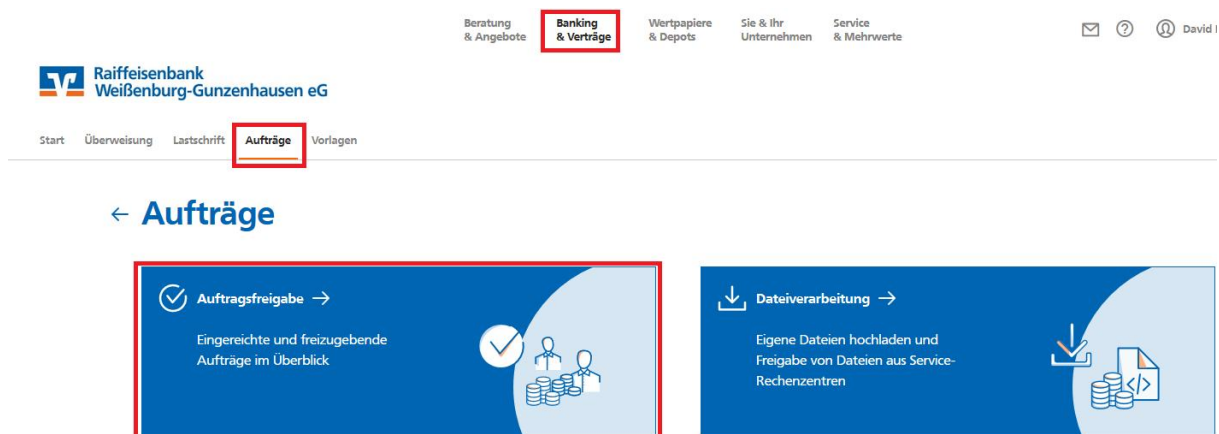 Beratung
& Angebote
Banking
& Verträge
Wertpapiere
& Depots
Sie & Ihr
Unternehmen
Service
& Mehrwerte
David
Raiffeisenbank
Weißenburg-Gunzenhausen eG
Start Überweisung Lastschrift Aufträge Vorlagen
← Aufträge
Auftragsfreigabe →
Eingereichte und freizugebende
Aufträge im Überblick
Dateiverarbeitung →
Eigene Dateien hochladen und
Freigabe von Dateien aus Service-
Rechenzentren